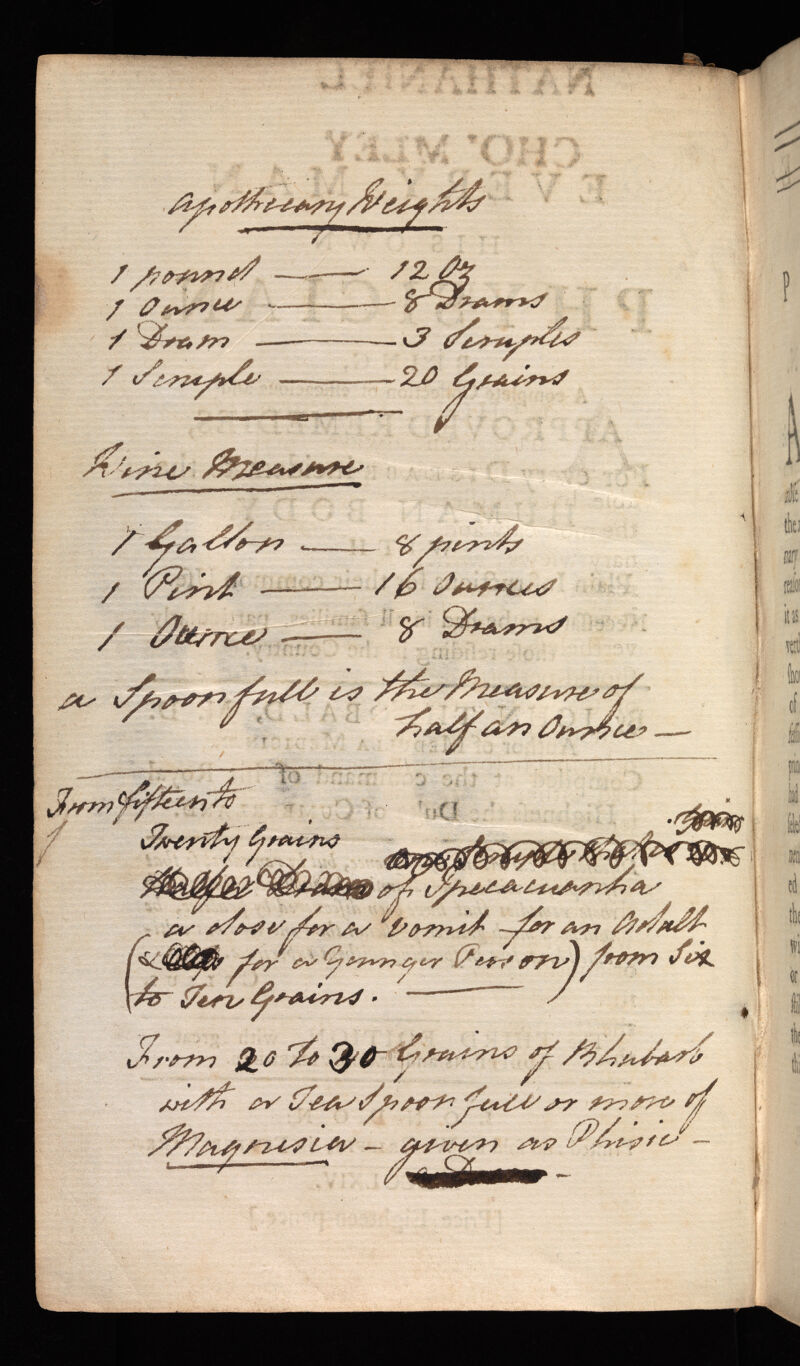 Apothecary Weights
1 pound — 12 Oz
1 Ounce — 8 Drams
1 Dram — 3 Scruples
1 Scruple — 20 Grains
Wine Measure
1 Gallon — 8 pints
1 Pint — 16 Ounces
1 Ounce — 8 Drams
a Spoonfull is the Measure of
half an Ounce —
From fifteen to
Twenty Grains
of Ipecacuanha
a dose for a vomit for an Adult
(& for a Younger Person) from Six
to Ten Grains. —
From 20 to 30 Grains of Rhubarb
with a Tea Spoon full or more of
Magnesia - given as Phisic -